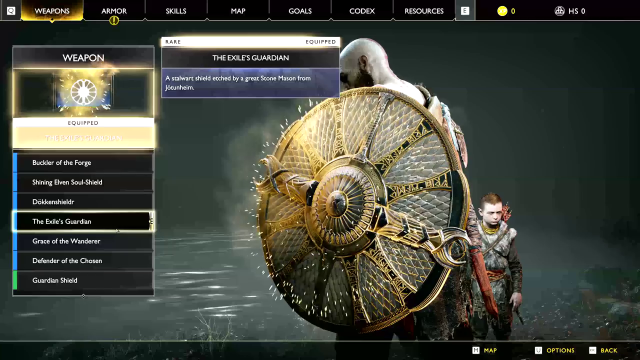 Q WEAPONS ARMOR SKILLS MAP GOALS CODEX RESOURCES E 0 HS 0
WEAPON
EQUIPPED
THE EXILE'S GUARDIAN
Buckler of the Forge
Shining Elven Soul-Shield
Dökkenshieldr
The Exile's Guardian
Grace of the Wanderer
Defender of the Chosen
Guardian Shield
RARE EQUIPPED
THE EXILE'S GUARDIAN
A stalwart shield etched by a great Stone Mason from
Jötunheim.
MAP OPTIONS BACK